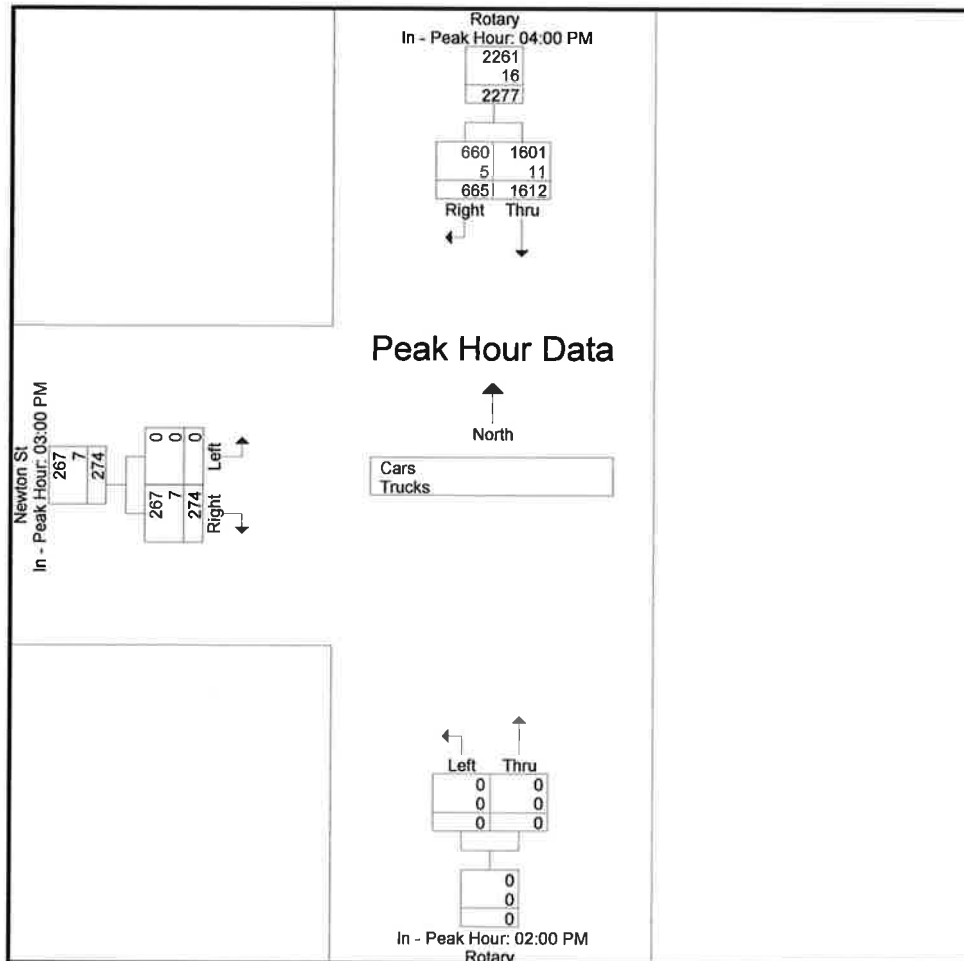 Rotary
In - Peak Hour: 04:00 PM
2261
16
2277
660 1601
5 11
665 1612
Right Thru
Peak Hour Data
North
Cars
Trucks
Newton St
In - Peak Hour: 03:00 PM
267
7
274
0 0 0
Left
267
7
274
Right
Left Thru
0 0
0 0
0 0
0
0
0
In - Peak Hour: 02:00 PM
Rotary